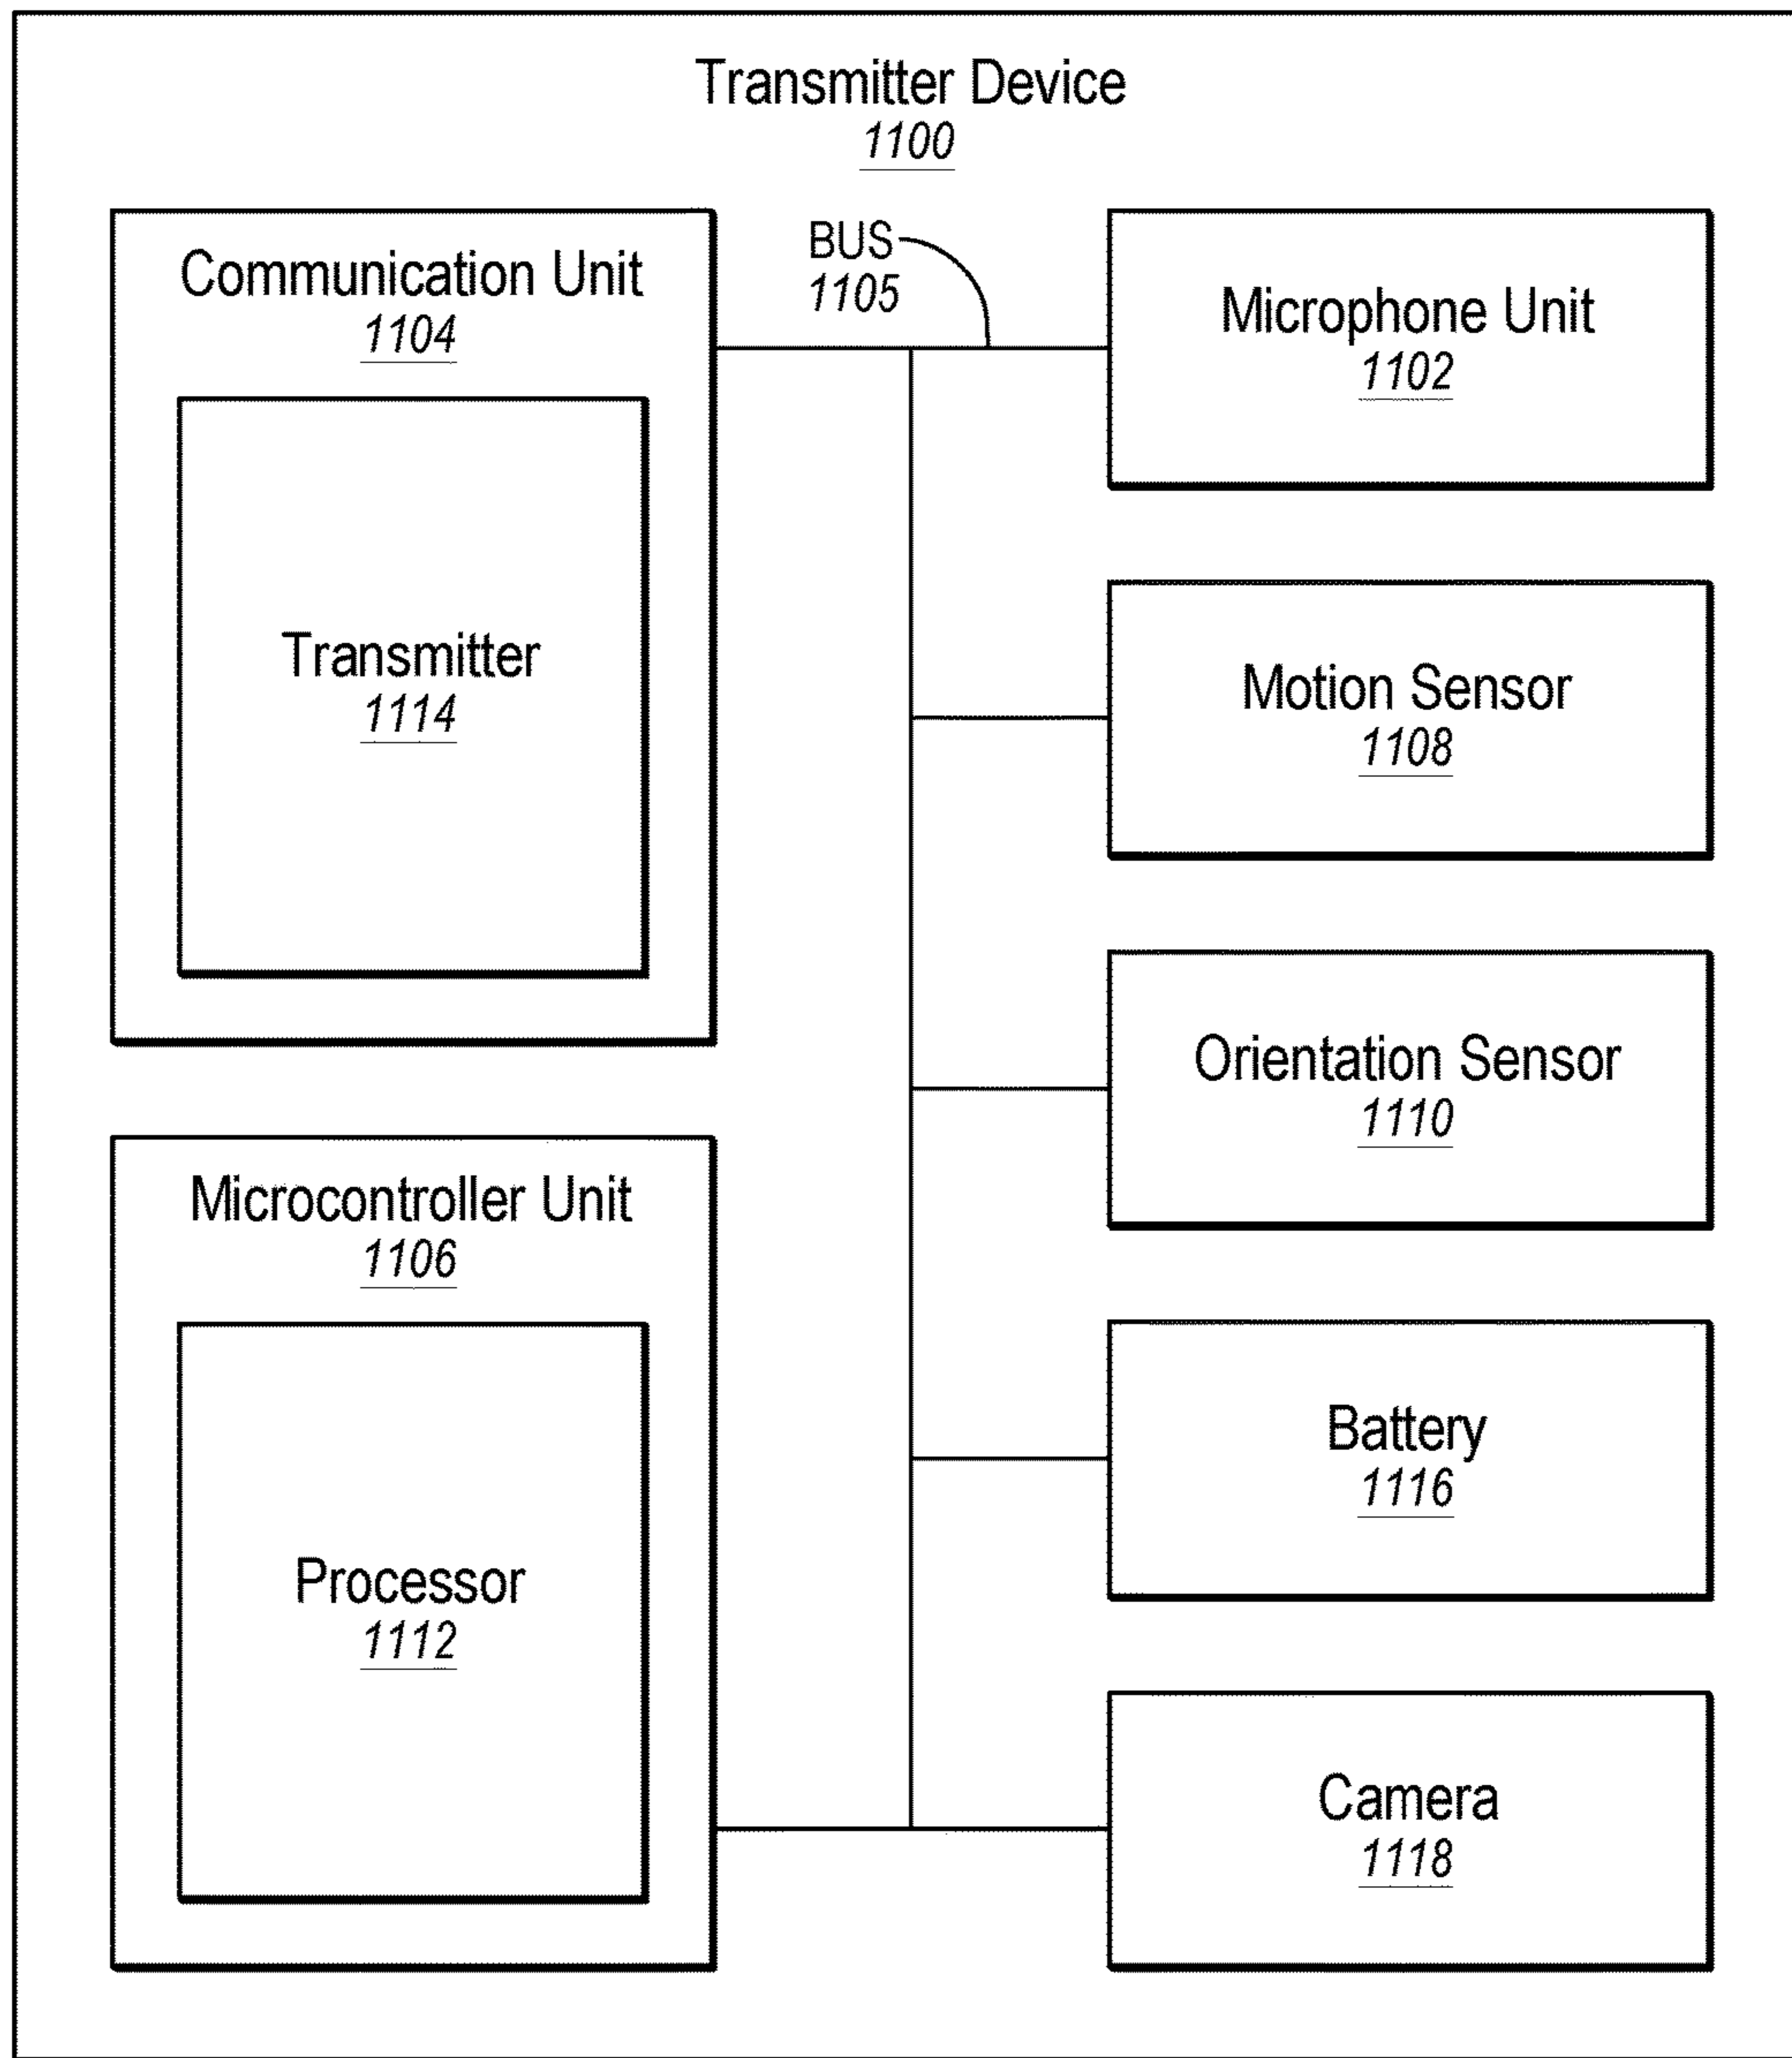 Transmitter Device
1100
Communication Unit
1104
Transmitter
1114
BUS
1105
Microphone Unit
1102
Motion Sensor
1108
Orientation Sensor
1110
Microcontroller Unit
1106
Processor
1112
Battery
1116
Camera
1118